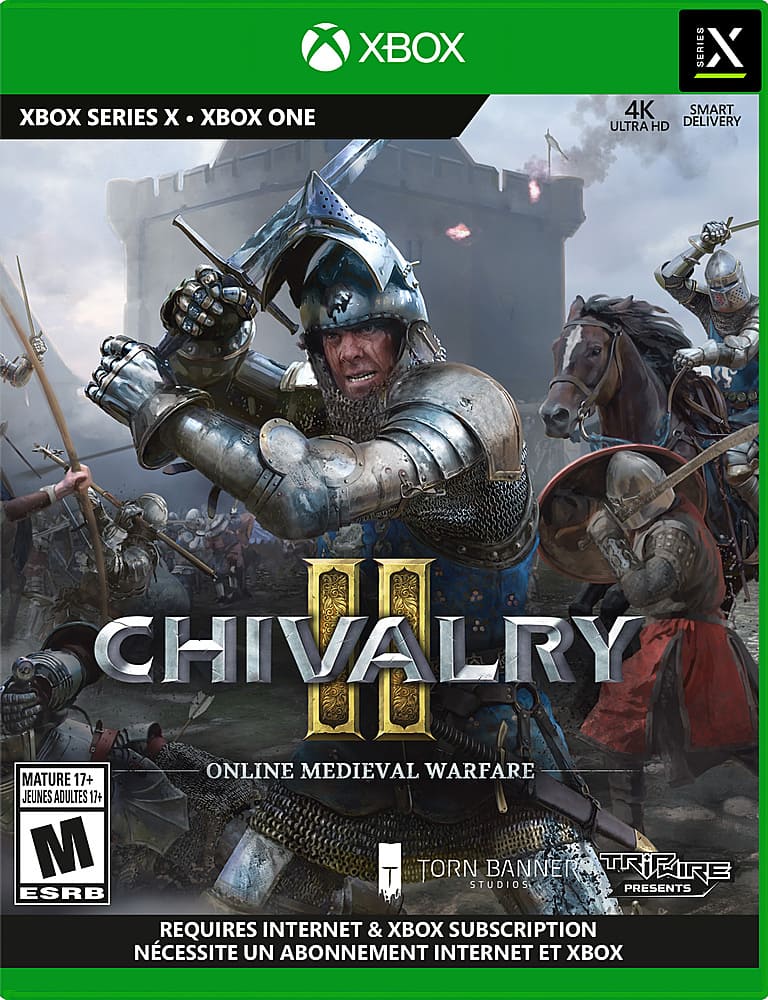 XBOX
SERIES X
XBOX SERIES X • XBOX ONE
4K
ULTRA HD
SMART
DELIVERY
II
CHIVALRY
ONLINE MEDIEVAL WARFARE
MATURE 17+
JEUNES ADULTES 17+
M
ESRB
T
TORN BANNER
STUDIOS
TRIPWIRE
PRESENTS
REQUIRES INTERNET & XBOX SUBSCRIPTION
NÉCESSITE UN ABONNEMENT INTERNET ET XBOX